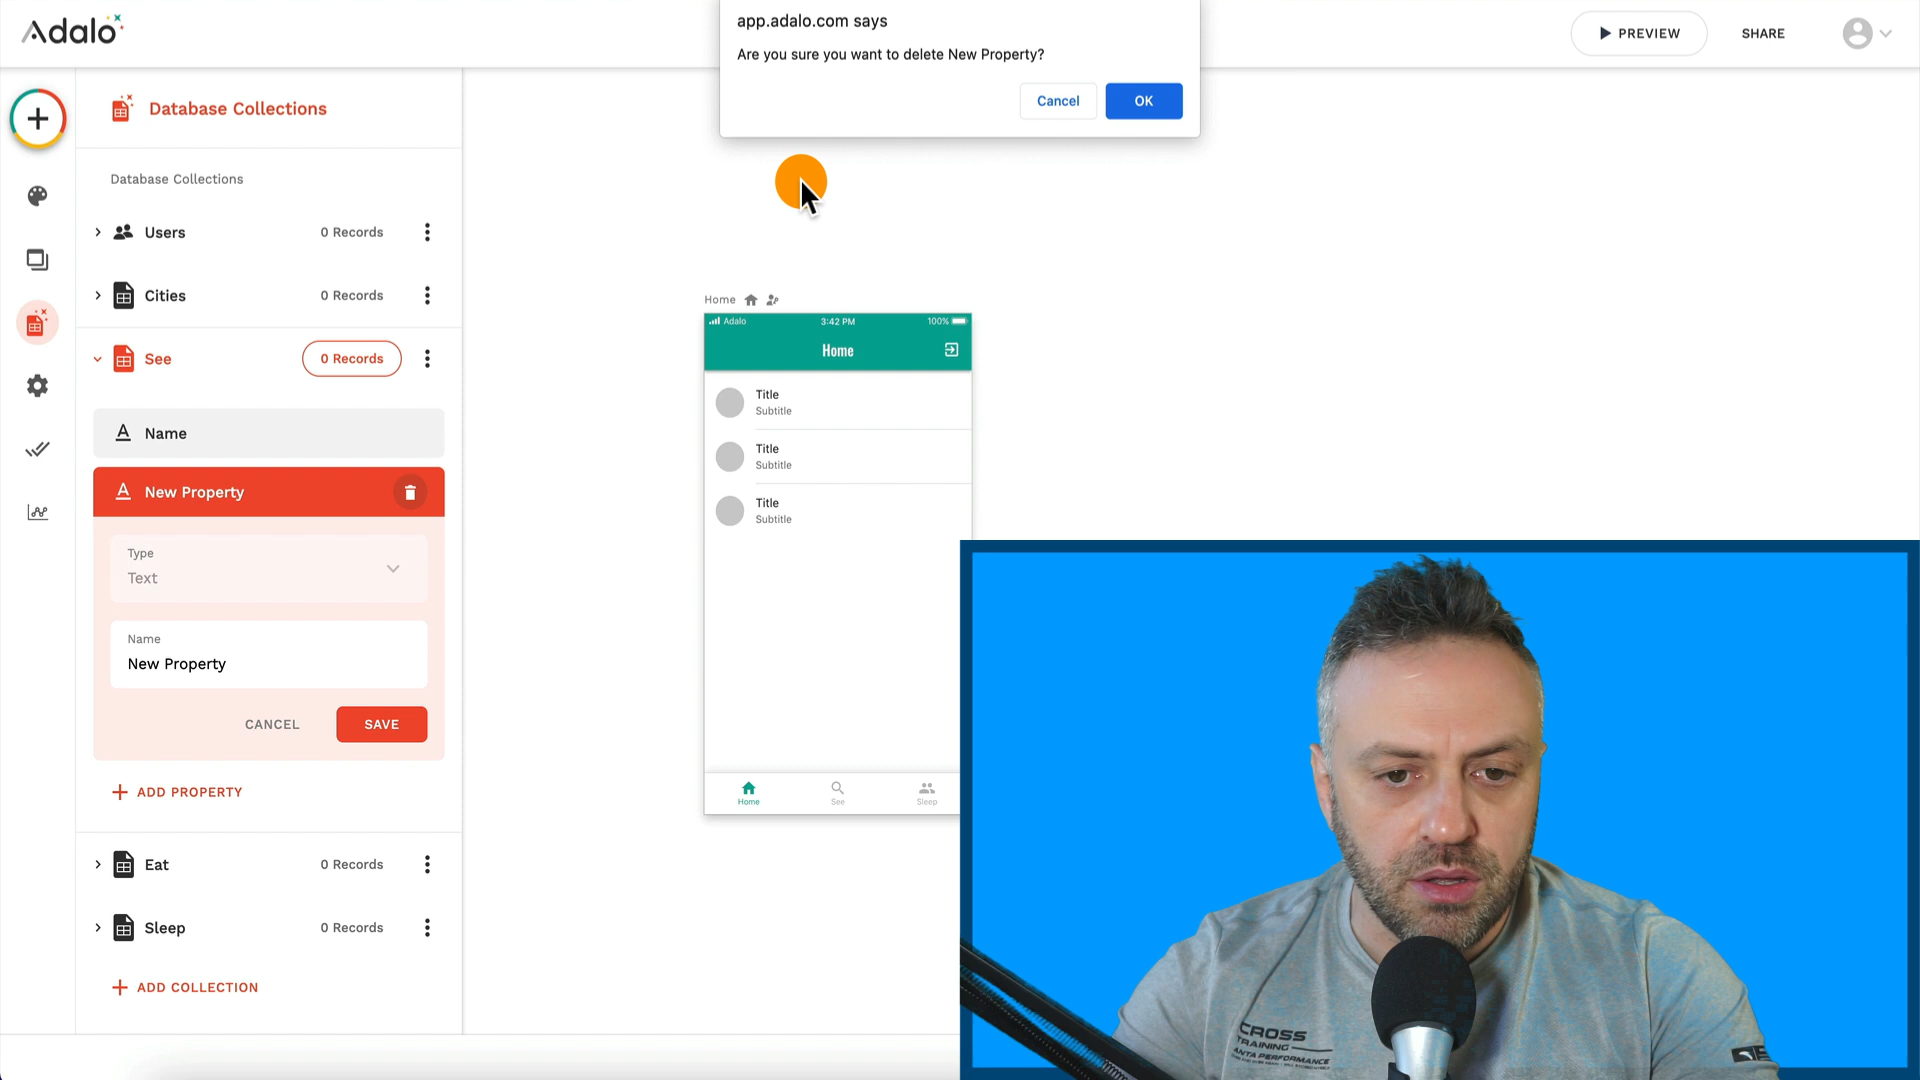 Adalo
app.adalo.com says
Are you sure you want to delete New Property?
Cancel
OK
PREVIEW
SHARE
Database Collections
Database Collections
Users
0 Records
Cities
0 Records
See
0 Records
Name
New Property
Type
Text
Name
New Property
CANCEL
SAVE
ADD PROPERTY
Eat
0 Records
Sleep
0 Records
ADD COLLECTION
Home
Adalo
3:42 PM
100%
Home
Title
Subtitle
Title
Subtitle
Title
Subtitle
Home
See
Sleep
CROSS
TRAINING
ANTA PERFORMANCE